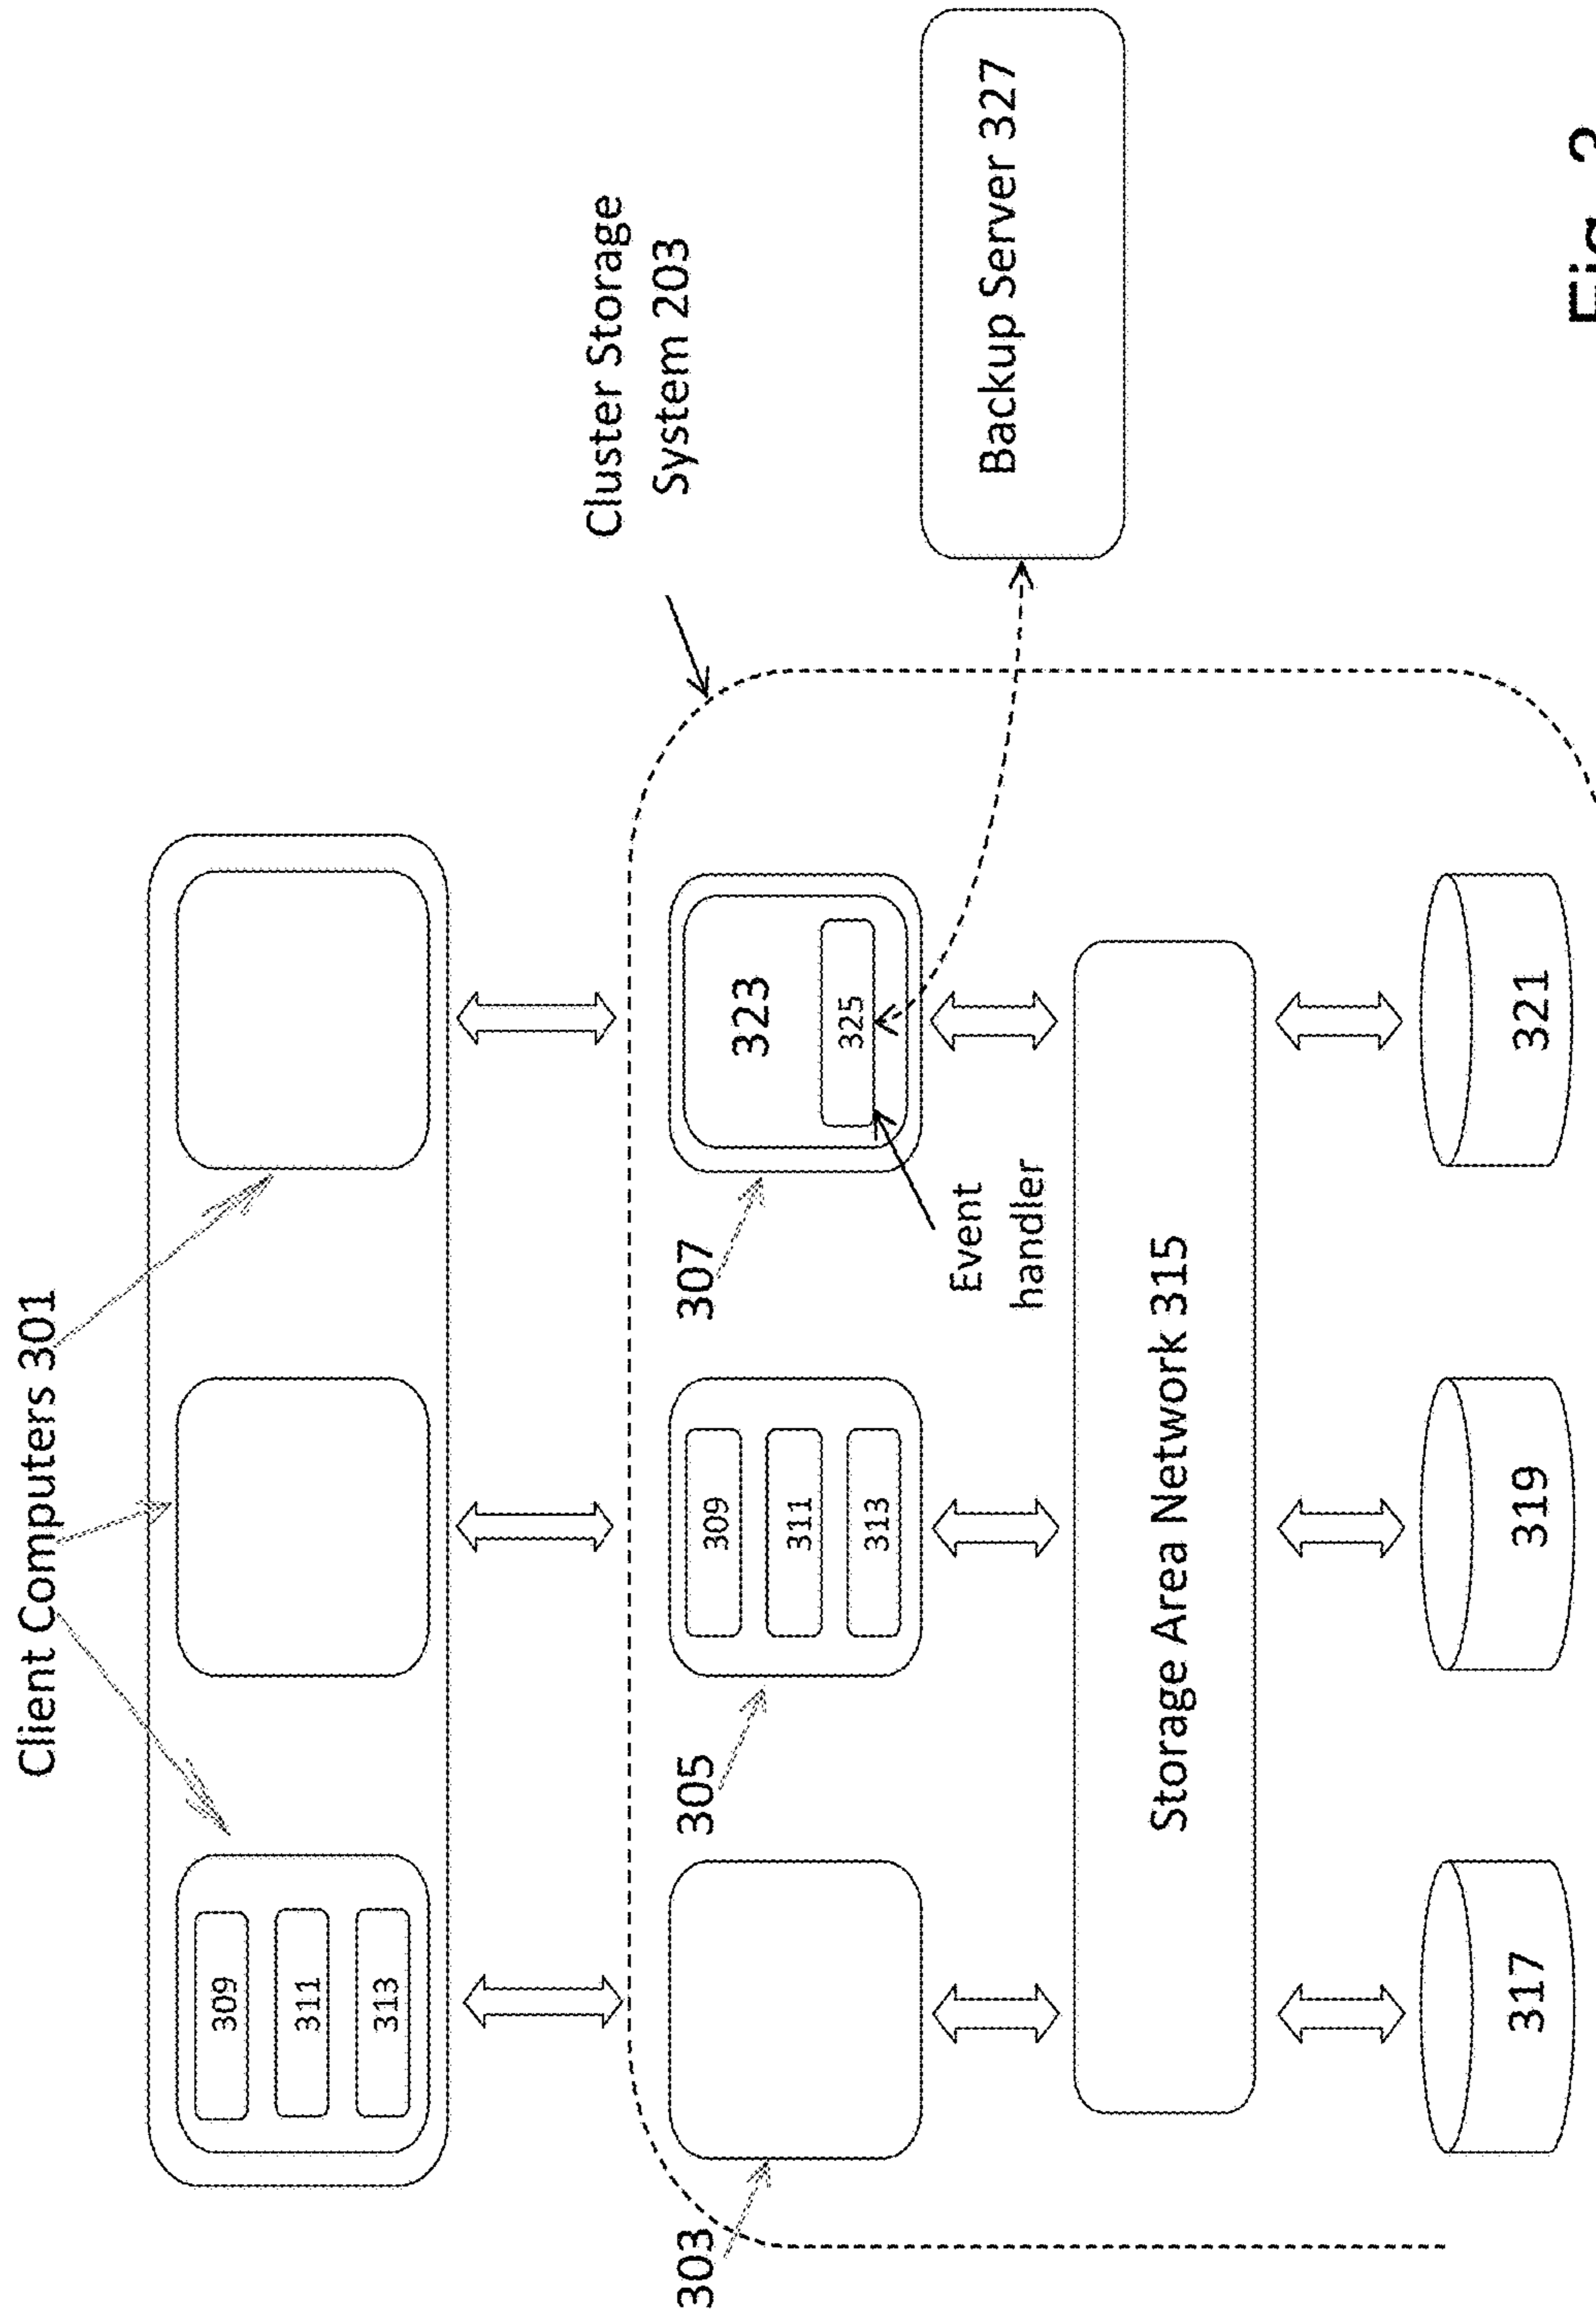 Client Computers 301
309
311
313
Cluster Storage
System 203
303
305
307
309
311
313
323
325
Event
handler
Backup Server 327
Storage Area Network 315
317
319
321
Fig.